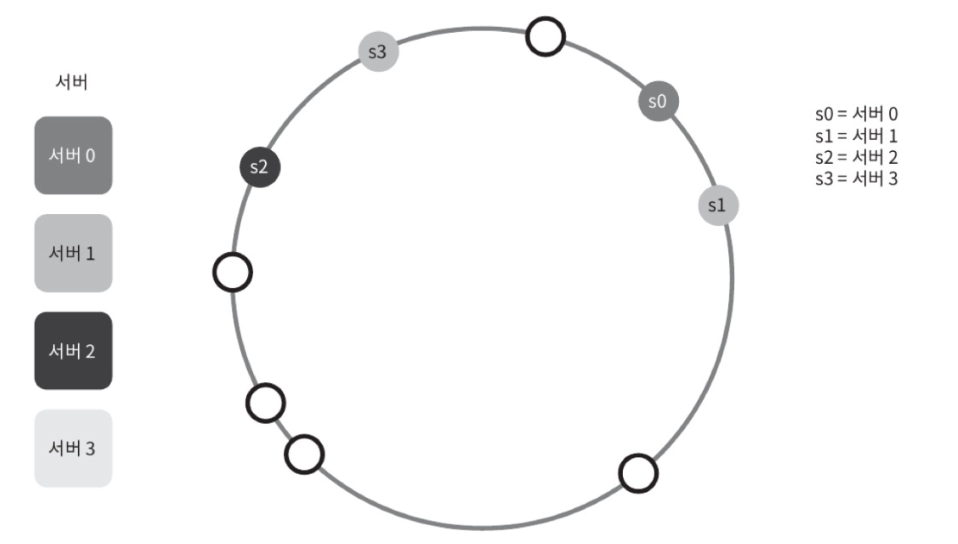 서버
서버 0
서버 1
서버 2
서버 3
s3
s0
s2
s1
s0 = 서버 0
s1 = 서버 1
s2 = 서버 2
s3 = 서버 3